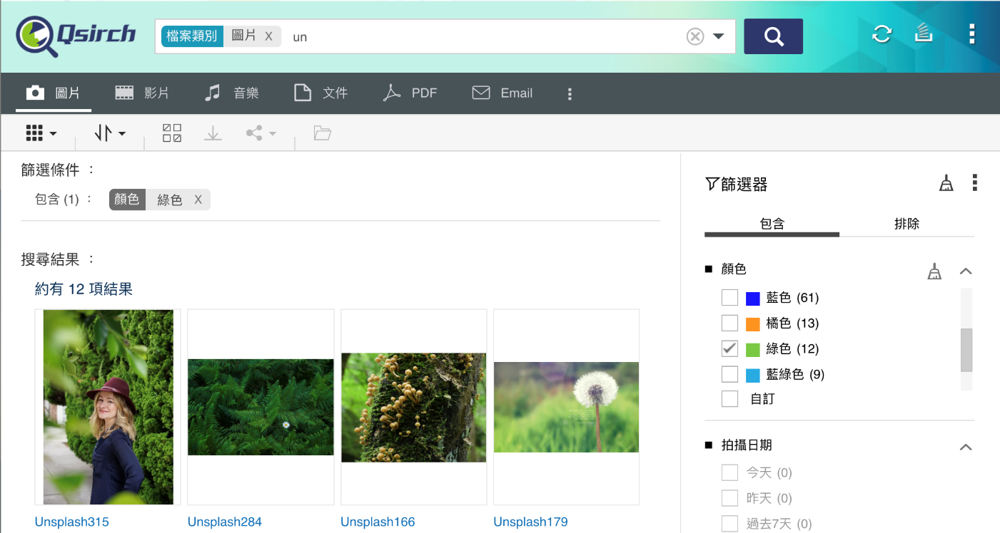 Qsirch
檔案類別 圖片 X un
圖片 影片 音樂 文件 PDF Email
篩選條件 :
包含 (1) : 顏色 綠色 X
搜尋結果 :
約有 12 項結果
Unsplash315 Unsplash284 Unsplash166 Unsplash179
篩選器
包含 排除
顏色
藍色 (61)
橘色 (13)
綠色 (12)
藍綠色 (9)
自訂
拍攝日期
今天 (0)
昨天 (0)
過去7天 (0)